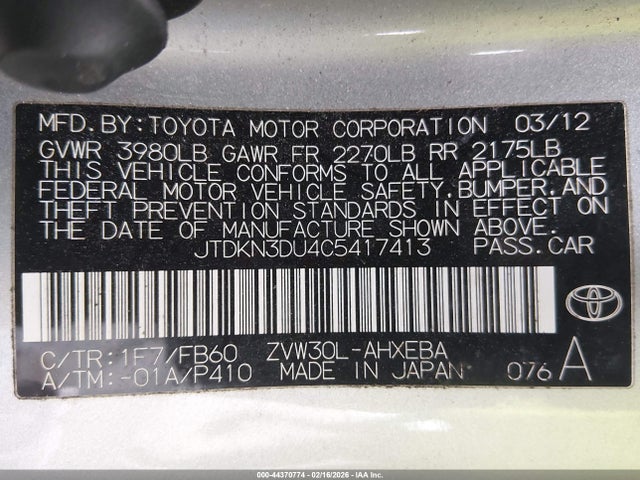 MFD. BY: TOYOTA MOTOR CORPORATION 03/12
GVWR 3980LB GAWR FR 2270LB RR 2175LB
THIS VEHICLE CONFORMS TO ALL APPLICABLE
FEDERAL MOTOR VEHICLE SAFETY, BUMPER, AND
THEFT PREVENTION STANDARDS IN EFFECT ON
THE DATE OF MANUFACTURE SHOWN ABOVE.
JTDKN3DU4C5417413 PASS. CAR
C/TR: 1F7/FB60 ZVW30L-AHXEBA
A/TM: -01A/P410 MADE IN JAPAN 076 A
TOYOTA
000-44370774 - 02/16/2026 - IAA Inc.